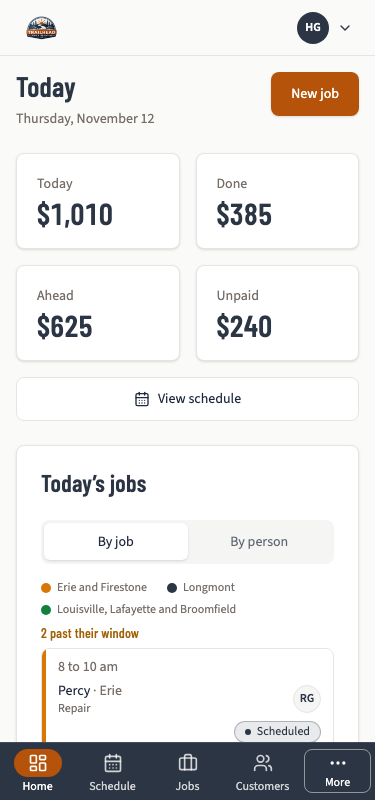 TRAILHEAD
HG
Today
Thursday, November 12
New job
Today
$1,010
Done
$385
Ahead
$625
Unpaid
$240
View schedule
Today's jobs
By job
By person
Erie and Firestone
Longmont
Louisville, Lafayette and Broomfield
2 past their window
8 to 10 am
Percy · Erie
RG
Repair
Scheduled
Home
Schedule
Jobs
Customers
More